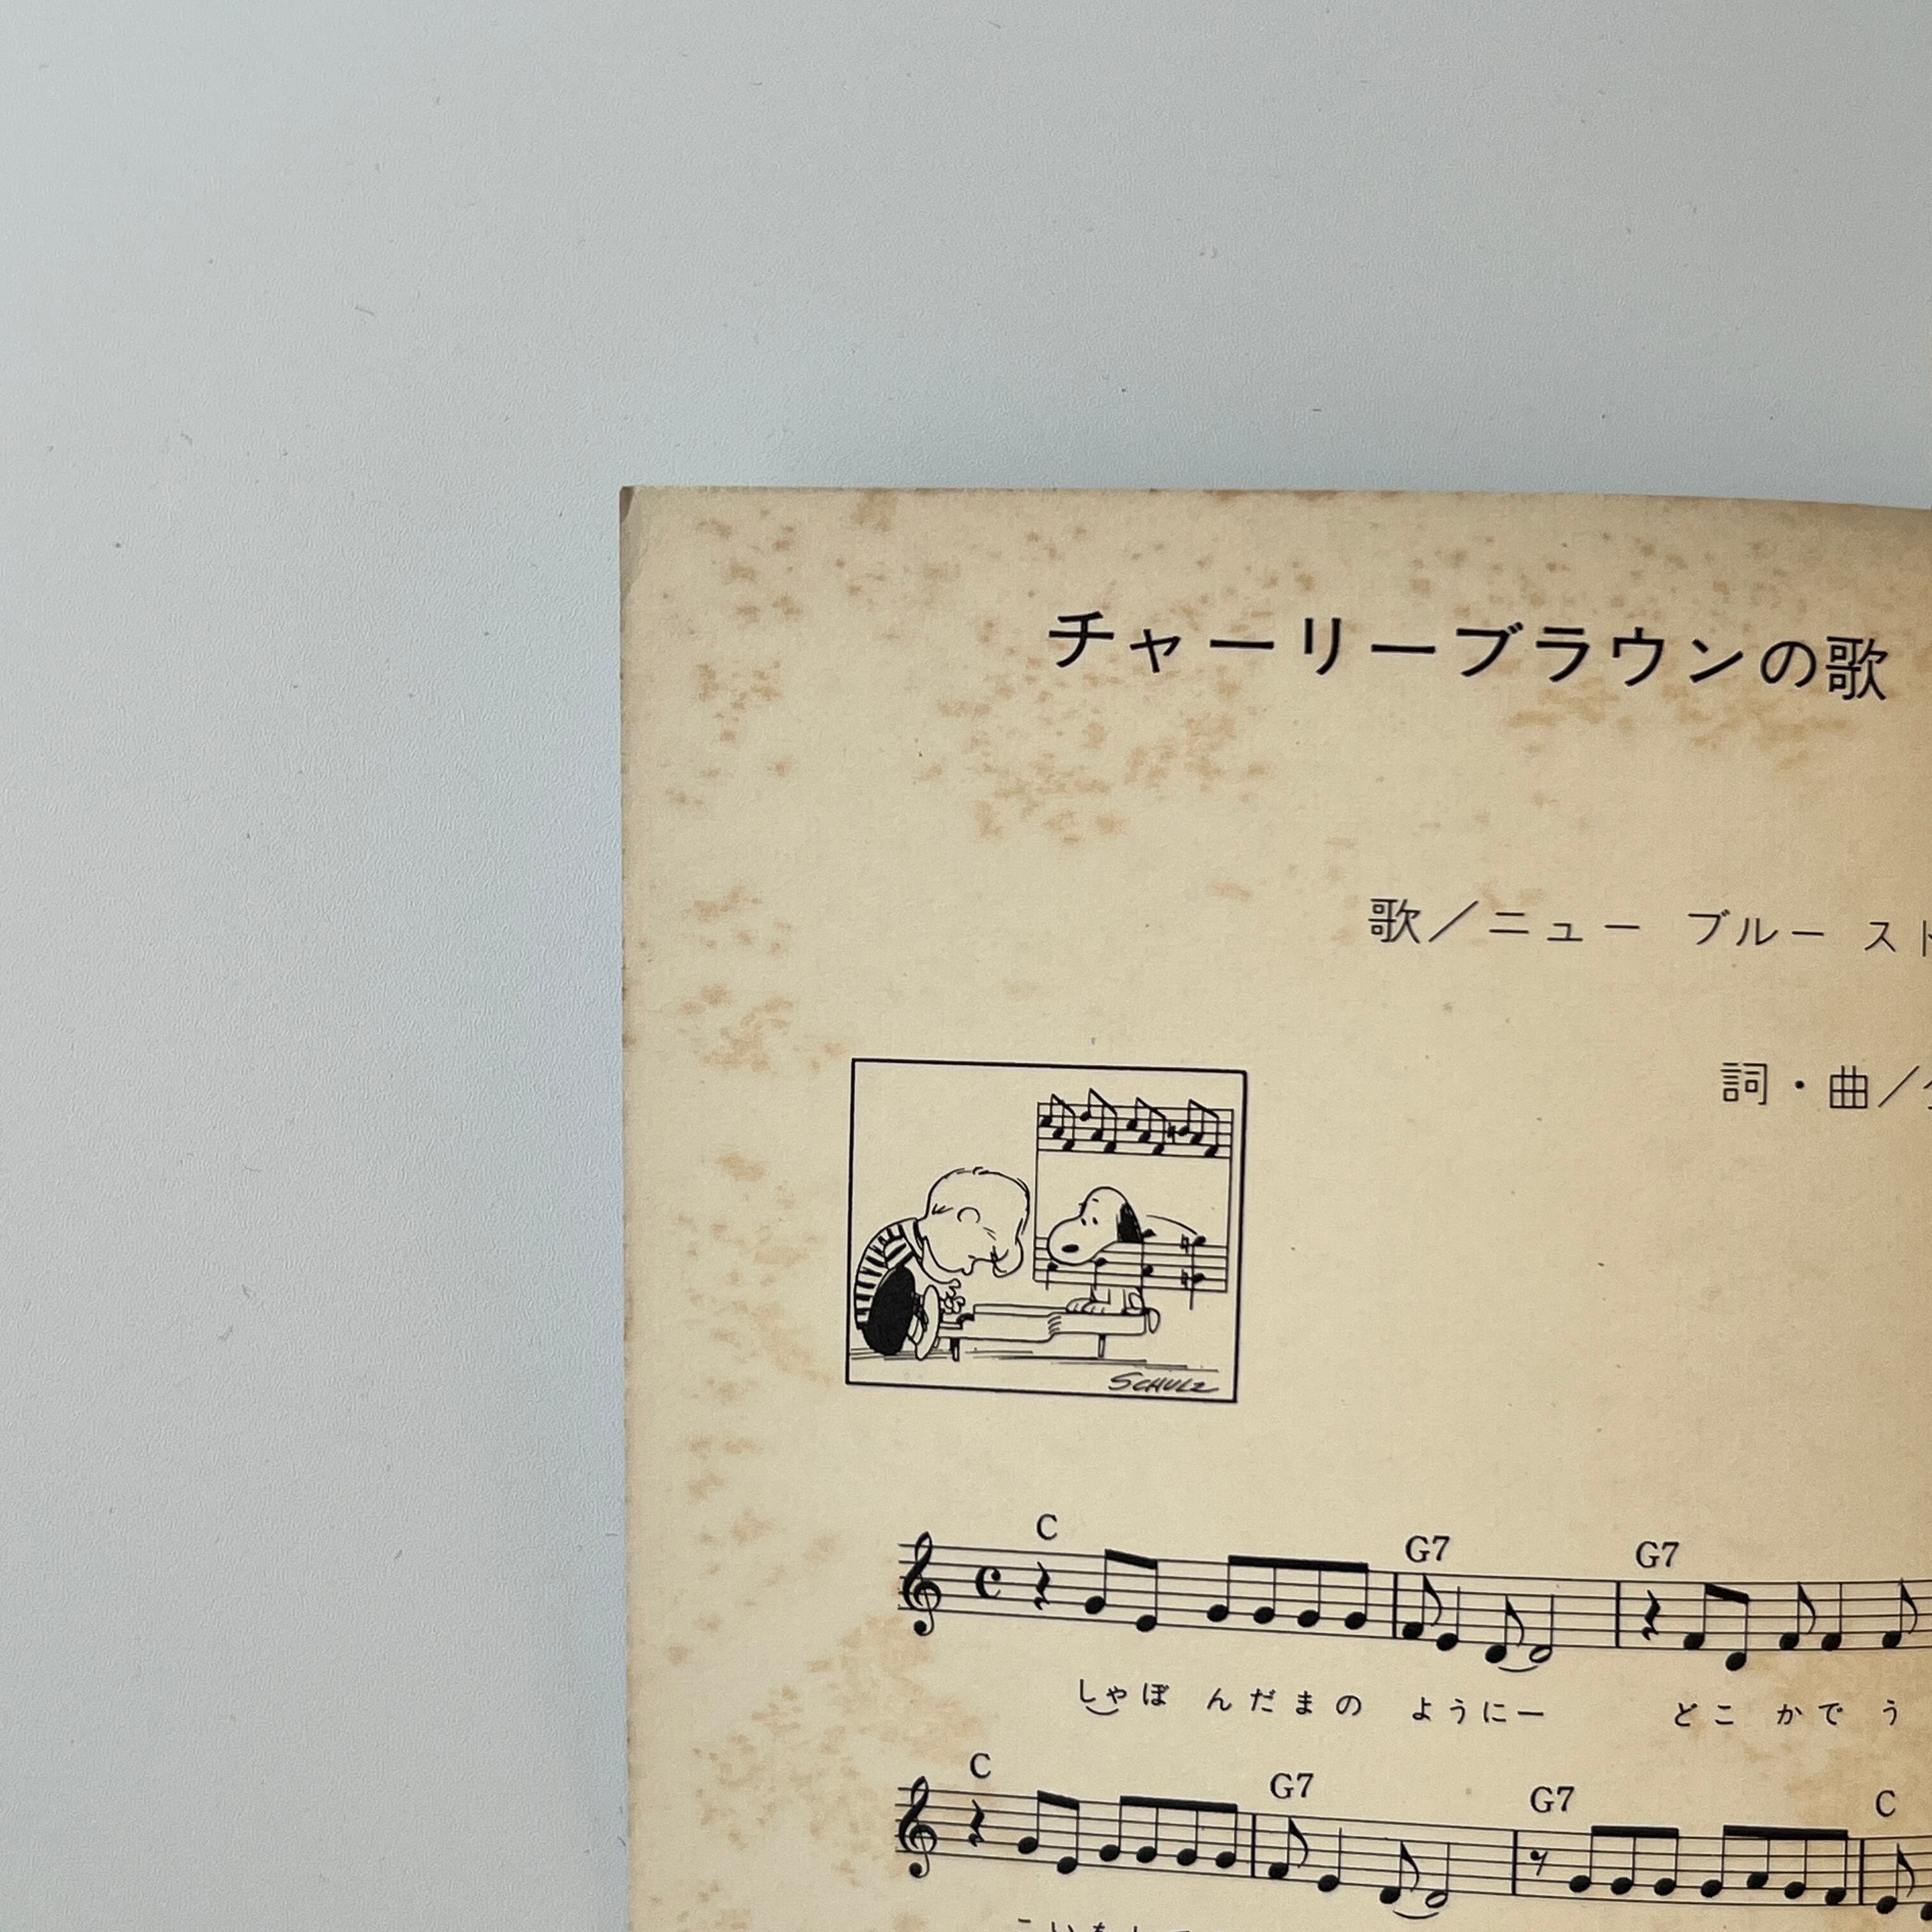 チャーリーブラウンの歌
歌／ニュー ブルー スト
詞・曲／
SCHULZ
C G7 G7
しゃぼ んだまの ようにー どこ かで う
C G7 G7 C